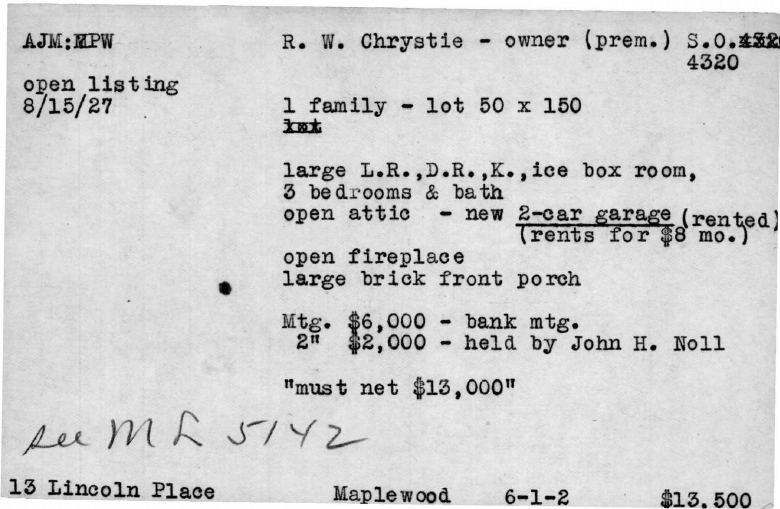 AJM:MPW
R. W. Chrystie - owner (prem.) S.O.
4320
open listing
8/15/27
1 family - lot 50 x 150
lot
large L.R.,D.R.,K.,ice box room,
3 bedrooms & bath
open attic - new 2-car garage (rented)
(rents for $8 mo.)
open fireplace
large brick front porch
Mtg. $6,000 - bank mtg.
2" $2,000 - held by John H. Noll
"must net $13,000"
see ML 5142
13 Lincoln Place Maplewood 6-1-2 $13,500